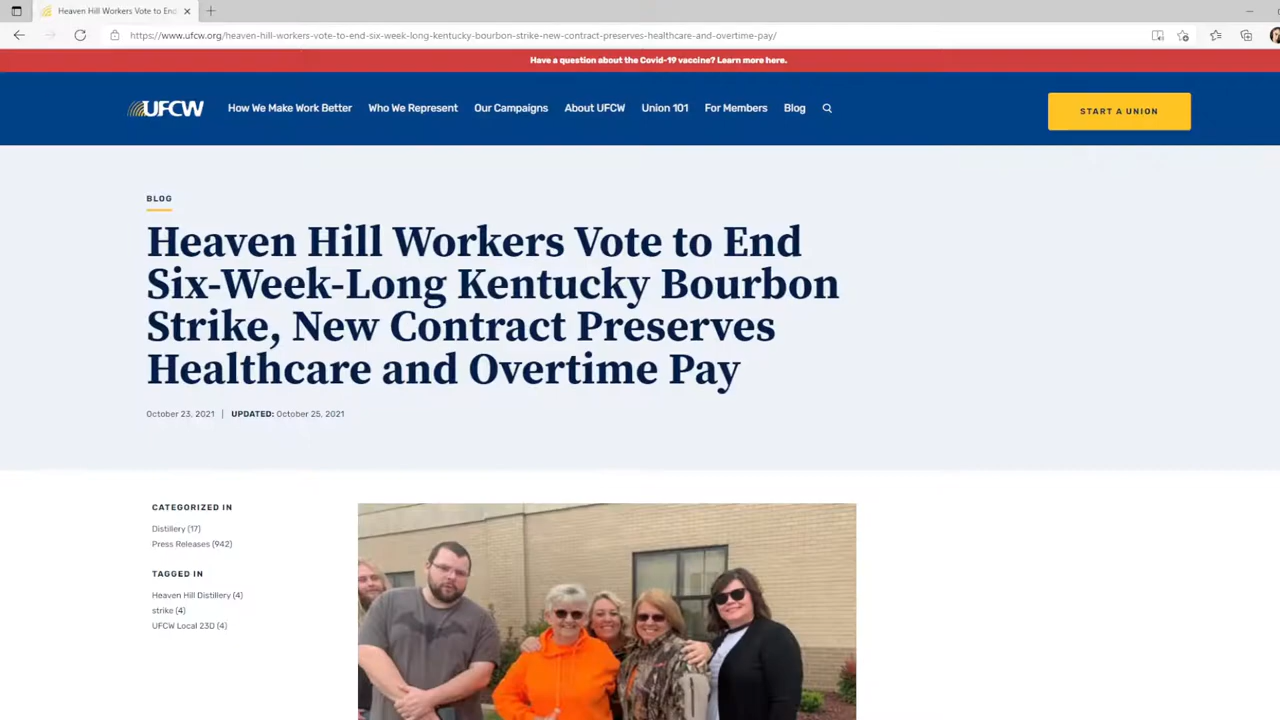 Heaven Hill Workers Vote to End
https://www.ufcw.org/heaven-hill-workers-vote-to-end-six-week-long-kentucky-bourbon-strike-new-contract-preserves-healthcare-and-overtime-pay/
Have a question about the Covid-19 vaccine? Learn more here.
UFCW How We Make Work Better Who We Represent Our Campaigns About UFCW Union 101 For Members Blog START A UNION
BLOG
Heaven Hill Workers Vote to End
Six-Week-Long Kentucky Bourbon
Strike, New Contract Preserves
Healthcare and Overtime Pay
October 23, 2021 | UPDATED: October 25, 2021
CATEGORIZED IN
Distillery (17)
Press Releases (942)
TAGGED IN
Heaven Hill Distillery (4)
strike (4)
UFCW Local 23D (4)